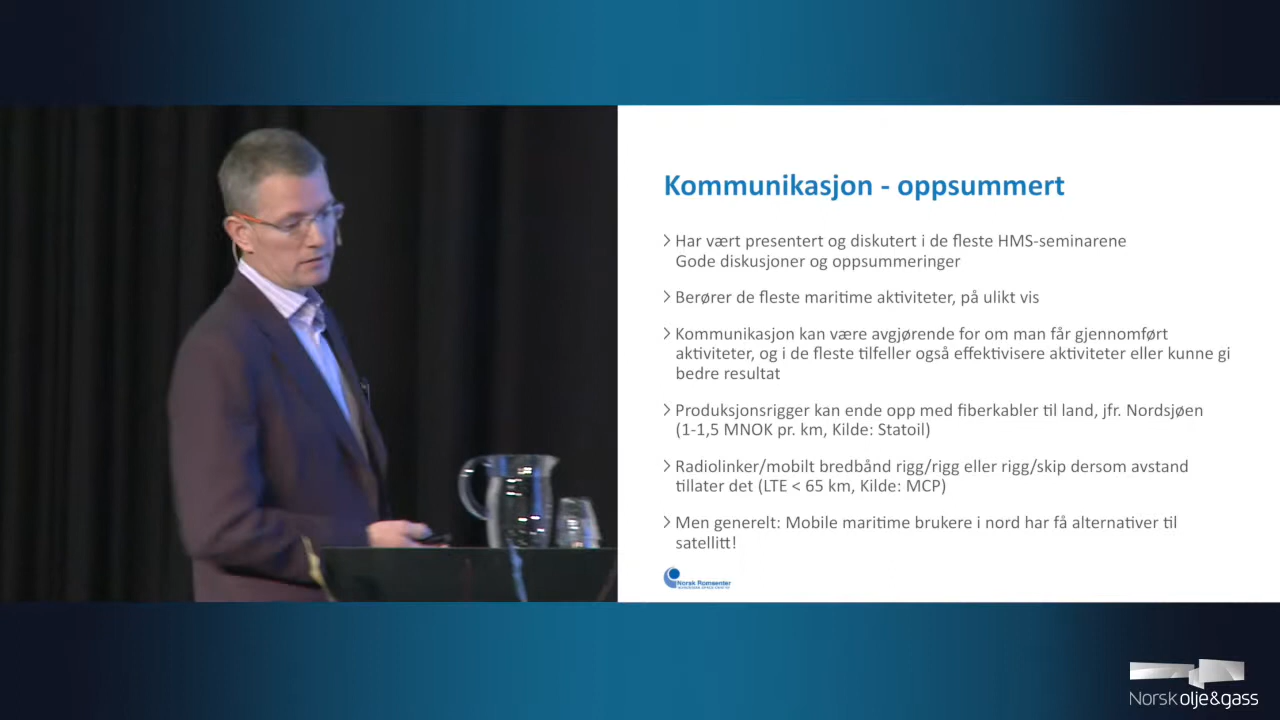 Kommunikasjon - oppsummert
Har vært presentert og diskutert i de fleste HMS-seminarene
Gode diskusjoner og oppsummeringer
Berører de fleste maritime aktiviteter, på ulikt vis
Kommunikasjon kan være avgjørende for om man får gjennomført
aktiviteter, og i de fleste tilfeller også effektivisere aktiviteter eller kunne gi
bedre resultat
Produksjonsrigger kan ende opp med fiberkabler til land, jfr. Nordsjøen
(1-1,5 MNOK pr. km, Kilde: Statoil)
Radiolinker/mobilt bredbånd rigg/rigg eller rigg/skip dersom avstand
tillater det (LTE < 65 km, Kilde: MCP)
Men generelt: Mobile maritime brukere i nord har få alternativer til
satellitt!
Norsk Romsenter
Norsk olje&gass